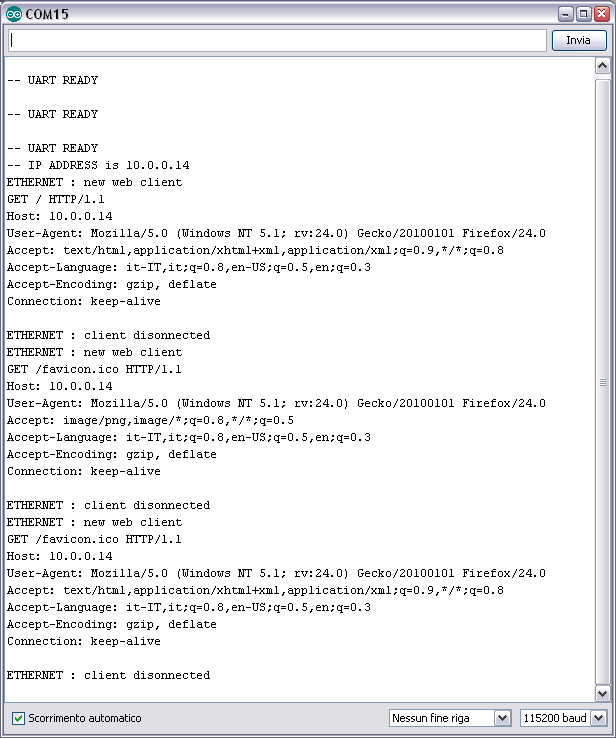 COM15
Invia
-- UART READY
-- UART READY
-- UART READY
-- IP ADDRESS is 10.0.0.14
ETHERNET : new web client
GET / HTTP/1.1
Host: 10.0.0.14
User-Agent: Mozilla/5.0 (Windows NT 5.1; rv:24.0) Gecko/20100101 Firefox/24.0
Accept: text/html,application/xhtml+xml,application/xml;q=0.9,*/*;q=0.8
Accept-Language: it-IT,it;q=0.8,en-US;q=0.5,en;q=0.3
Accept-Encoding: gzip, deflate
Connection: keep-alive
ETHERNET : client disonnected
ETHERNET : new web client
GET /favicon.ico HTTP/1.1
Host: 10.0.0.14
User-Agent: Mozilla/5.0 (Windows NT 5.1; rv:24.0) Gecko/20100101 Firefox/24.0
Accept: image/png,image/*;q=0.8,*/*;q=0.5
Accept-Language: it-IT,it;q=0.8,en-US;q=0.5,en;q=0.3
Accept-Encoding: gzip, deflate
Connection: keep-alive
ETHERNET : client disonnected
ETHERNET : new web client
GET /favicon.ico HTTP/1.1
Host: 10.0.0.14
User-Agent: Mozilla/5.0 (Windows NT 5.1; rv:24.0) Gecko/20100101 Firefox/24.0
Accept: text/html,application/xhtml+xml,application/xml;q=0.9,*/*;q=0.8
Accept-Language: it-IT,it;q=0.8,en-US;q=0.5,en;q=0.3
Accept-Encoding: gzip, deflate
Connection: keep-alive
ETHERNET : client disonnected
Scorrimento automatico
Nessun fine riga
115200 baud